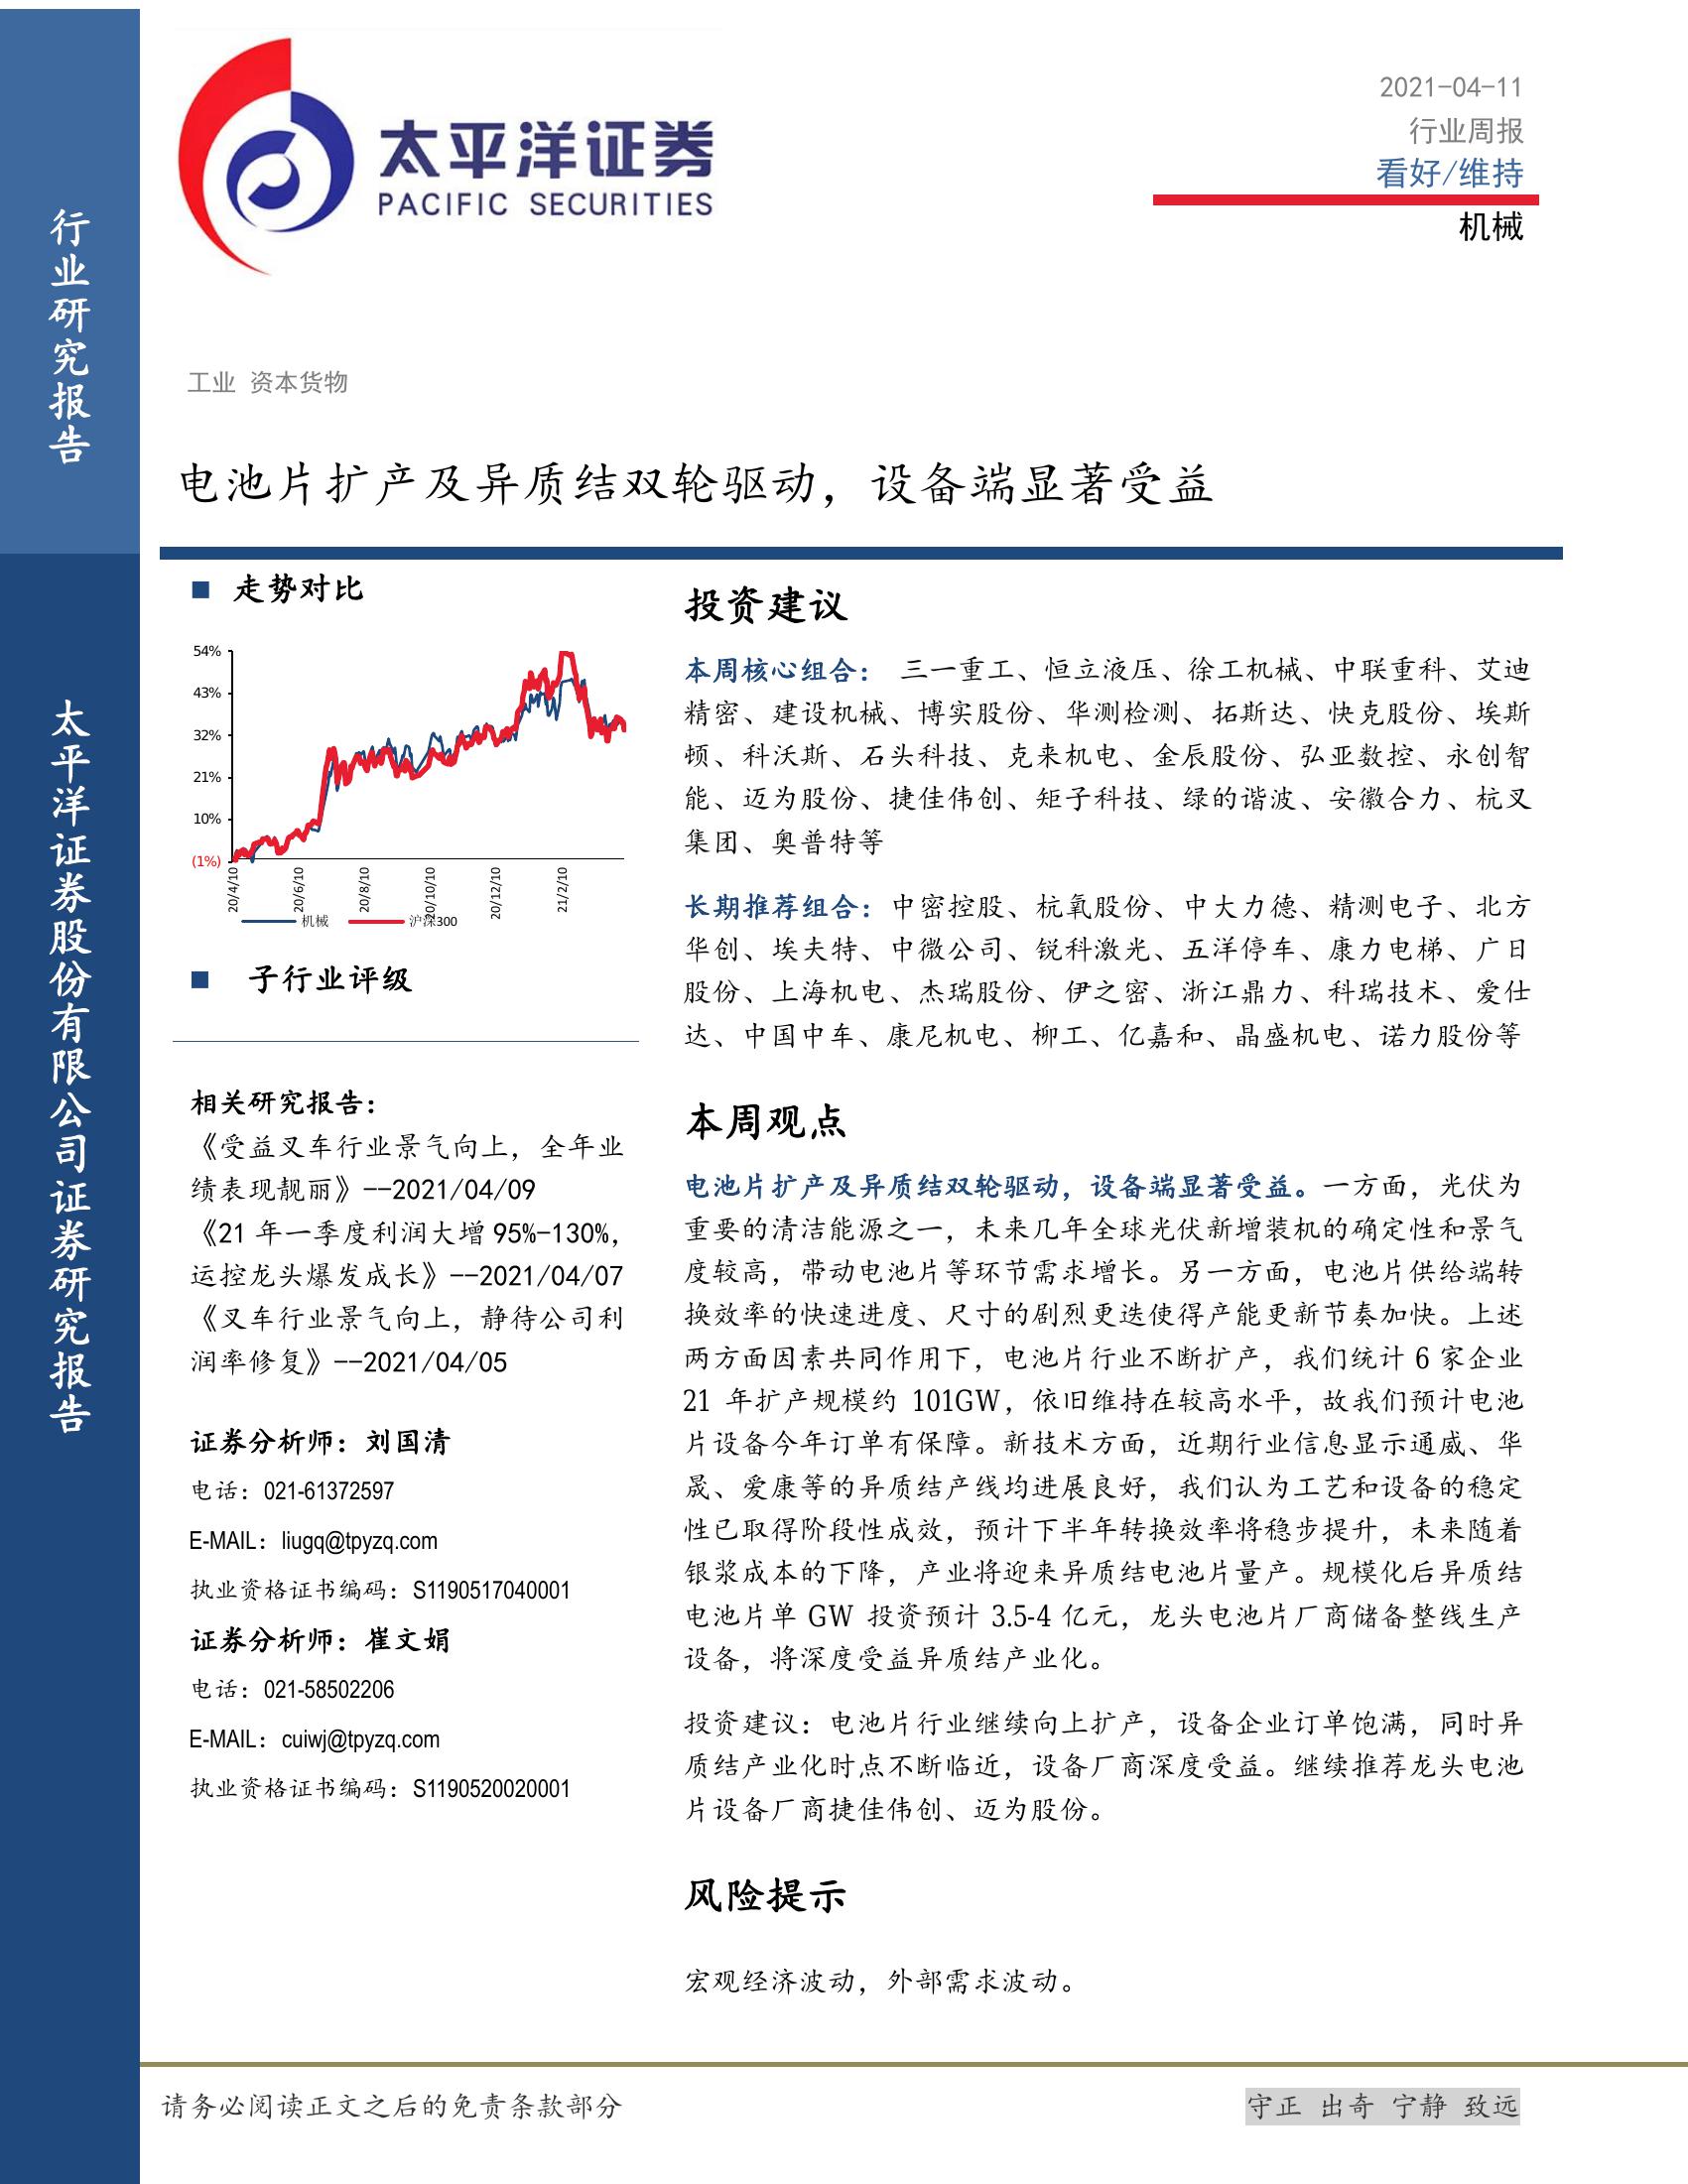 行业研究报告
太平洋证券股份有限公司证券研究报告
太平洋证券
PACIFIC SECURITIES
2021-04-11
行业周报
看好/维持
机械
工业 资本货物
电池片扩产及异质结双轮驱动，设备端显著受益
■ 走势对比
54%
43%
32%
21%
10%
(1%)
20/4/10
20/6/10
20/8/10
20/10/10
20/12/10
21/2/10
机械
沪深300
■ 子行业评级
相关研究报告：
《受益叉车行业景气向上，全年业
绩表现靓丽》--2021/04/09
《21 年一季度利润大增 95%-130%，
运控龙头爆发成长》--2021/04/07
《叉车行业景气向上，静待公司利
润率修复》--2021/04/05
证券分析师：刘国清
电话：021-61372597
E-MAIL：liugq@tpyzq.com
执业资格证书编码：S1190517040001
证券分析师：崔文娟
电话：021-58502206
E-MAIL：cuiwj@tpyzq.com
执业资格证书编码：S1190520020001
投资建议
本周核心组合： 三一重工、恒立液压、徐工机械、中联重科、艾迪
精密、建设机械、博实股份、华测检测、拓斯达、快克股份、埃斯
顿、科沃斯、石头科技、克来机电、金辰股份、弘亚数控、永创智
能、迈为股份、捷佳伟创、矩子科技、绿的谐波、安徽合力、杭叉
集团、奥普特等
长期推荐组合：中密控股、杭氧股份、中大力德、精测电子、北方
华创、埃夫特、中微公司、锐科激光、五洋停车、康力电梯、广日
股份、上海机电、杰瑞股份、伊之密、浙江鼎力、科瑞技术、爱仕
达、中国中车、康尼机电、柳工、亿嘉和、晶盛机电、诺力股份等
本周观点
电池片扩产及异质结双轮驱动，设备端显著受益。一方面，光伏为
重要的清洁能源之一，未来几年全球光伏新增装机的确定性和景气
度较高，带动电池片等环节需求增长。另一方面，电池片供给端转
换效率的快速进度、尺寸的剧烈更迭使得产能更新节奏加快。上述
两方面因素共同作用下，电池片行业不断扩产，我们统计 6 家企业
21 年扩产规模约 101GW，依旧维持在较高水平，故我们预计电池
片设备今年订单有保障。新技术方面，近期行业信息显示通威、华
晟、爱康等的异质结产线均进展良好，我们认为工艺和设备的稳定
性已取得阶段性成效，预计下半年转换效率将稳步提升，未来随着
银浆成本的下降，产业将迎来异质结电池片量产。规模化后异质结
电池片单 GW 投资预计 3.5-4 亿元，龙头电池片厂商储备整线生产
设备，将深度受益异质结产业化。
投资建议：电池片行业继续向上扩产，设备企业订单饱满，同时异
质结产业化时点不断临近，设备厂商深度受益。继续推荐龙头电池
片设备厂商捷佳伟创、迈为股份。
风险提示
宏观经济波动，外部需求波动。
请务必阅读正文之后的免责条款部分
守正 出奇 宁静 致远